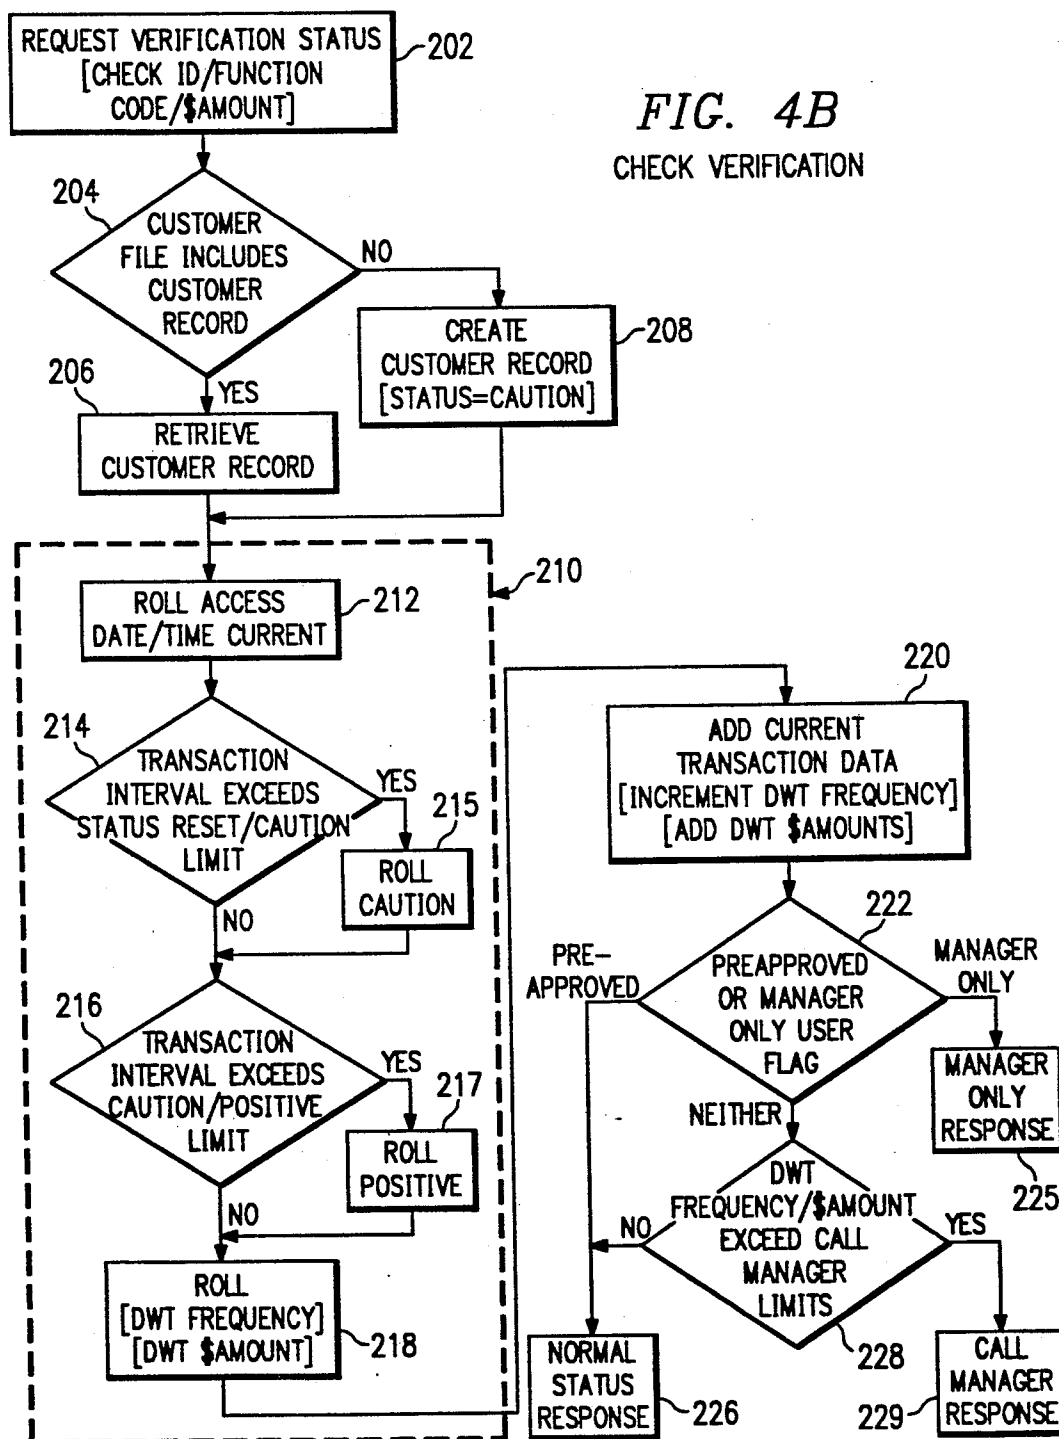 REQUEST VERIFICATION STATUS
[CHECK ID/FUNCTION
CODE/$AMOUNT]
202
FIG. 4B
CHECK VERIFICATION
204
CUSTOMER
FILE INCLUDES
CUSTOMER
RECORD
NO
YES
CREATE
CUSTOMER RECORD
[STATUS=CAUTION]
208
206
RETRIEVE
CUSTOMER RECORD
210
ROLL ACCESS
DATE/TIME CURRENT
212
214
TRANSACTION
INTERVAL EXCEEDS
STATUS RESET/CAUTION
LIMIT
YES
215
ROLL
CAUTION
NO
216
TRANSACTION
INTERVAL EXCEEDS
CAUTION/POSITIVE
LIMIT
YES
217
ROLL
POSITIVE
NO
ROLL
[DWT FREQUENCY]
[DWT $AMOUNT]
218
220
ADD CURRENT
TRANSACTION DATA
[INCREMENT DWT FREQUENCY]
[ADD DWT $AMOUNTS]
222
PREAPPROVED
OR MANAGER
ONLY USER
FLAG
PRE-
APPROVED
MANAGER
ONLY
MANAGER
ONLY
RESPONSE
225
NEITHER
DWT
FREQUENCY/$AMOUNT
EXCEED CALL
MANAGER
LIMITS
NO
YES
228
NORMAL
STATUS
RESPONSE
226
CALL
MANAGER
RESPONSE
229